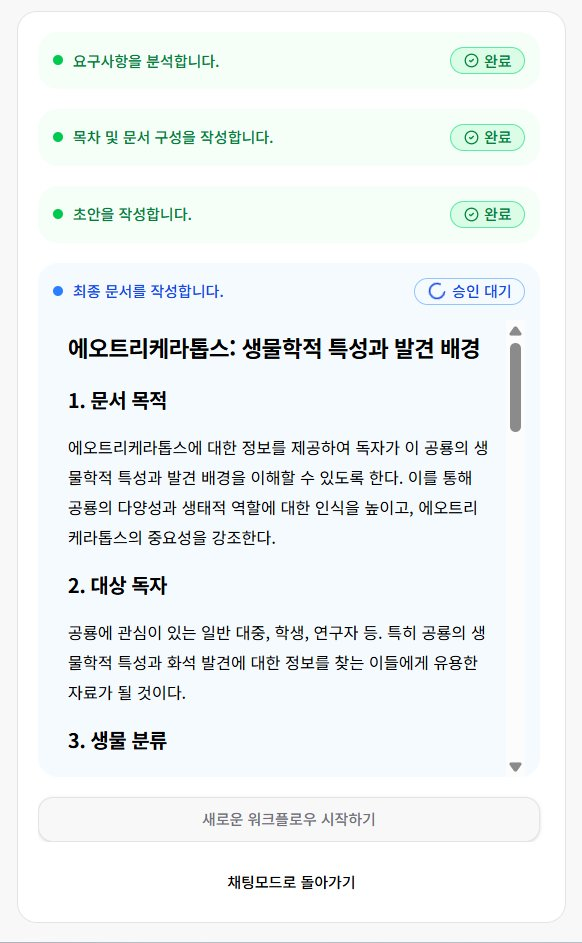 요구사항을 분석합니다.
완료
목차 및 문서 구성을 작성합니다.
완료
초안을 작성합니다.
완료
최종 문서를 작성합니다.
승인 대기
에오트리케라톱스: 생물학적 특성과 발견 배경
1. 문서 목적
에오트리케라톱스에 대한 정보를 제공하여 독자가 이 공룡의 생
물학적 특성과 발견 배경을 이해할 수 있도록 한다. 이를 통해
공룡의 다양성과 생태적 역할에 대한 인식을 높이고, 에오트리
케라톱스의 중요성을 강조한다.
2. 대상 독자
공룡에 관심이 있는 일반 대중, 학생, 연구자 등. 특히 공룡의 생
물학적 특성과 화석 발견에 대한 정보를 찾는 이들에게 유용한
자료가 될 것이다.
3. 생물 분류
새로운 워크플로우 시작하기
채팅모드로 돌아가기